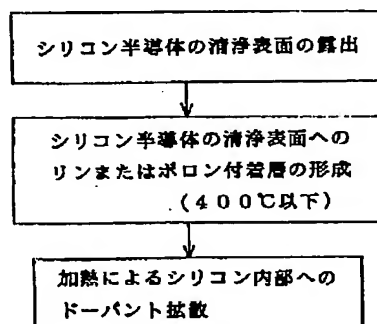 シリコン半導体の清浄表面の露出
シリコン半導体の清浄表面への
リンまたはボロン付着層の形成
(400℃以下)
加熱によるシリコン内部への
ドーパント拡散